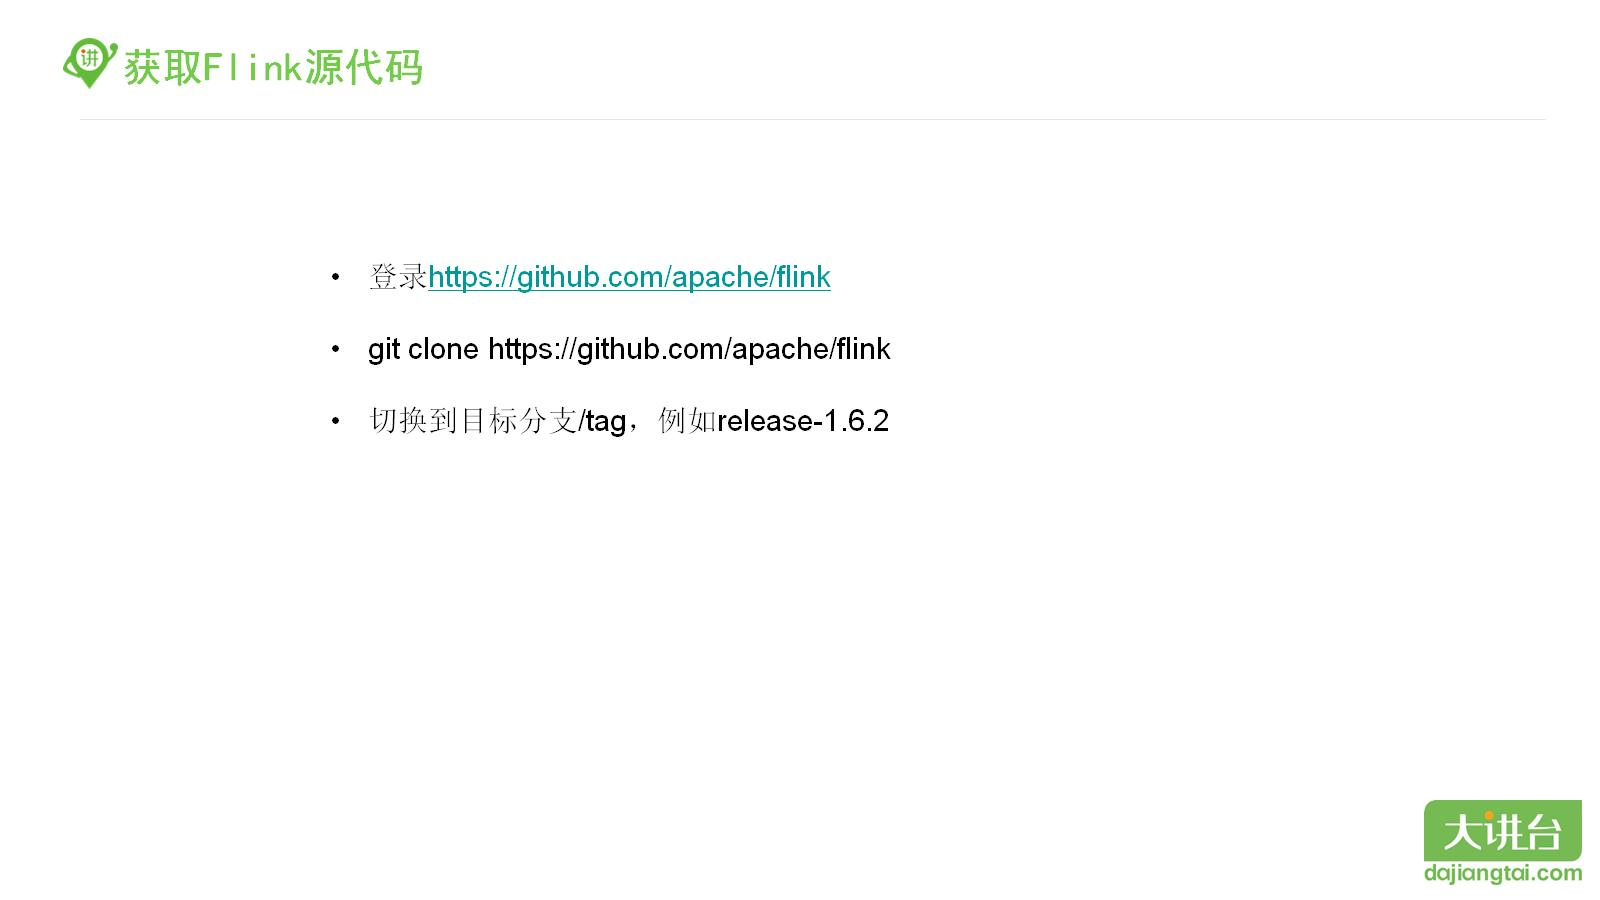 讲
获取Flink源代码
• 登录https://github.com/apache/flink
• git clone https://github.com/apache/flink
• 切换到目标分支/tag，例如release-1.6.2
大讲台
dajiangtai.com